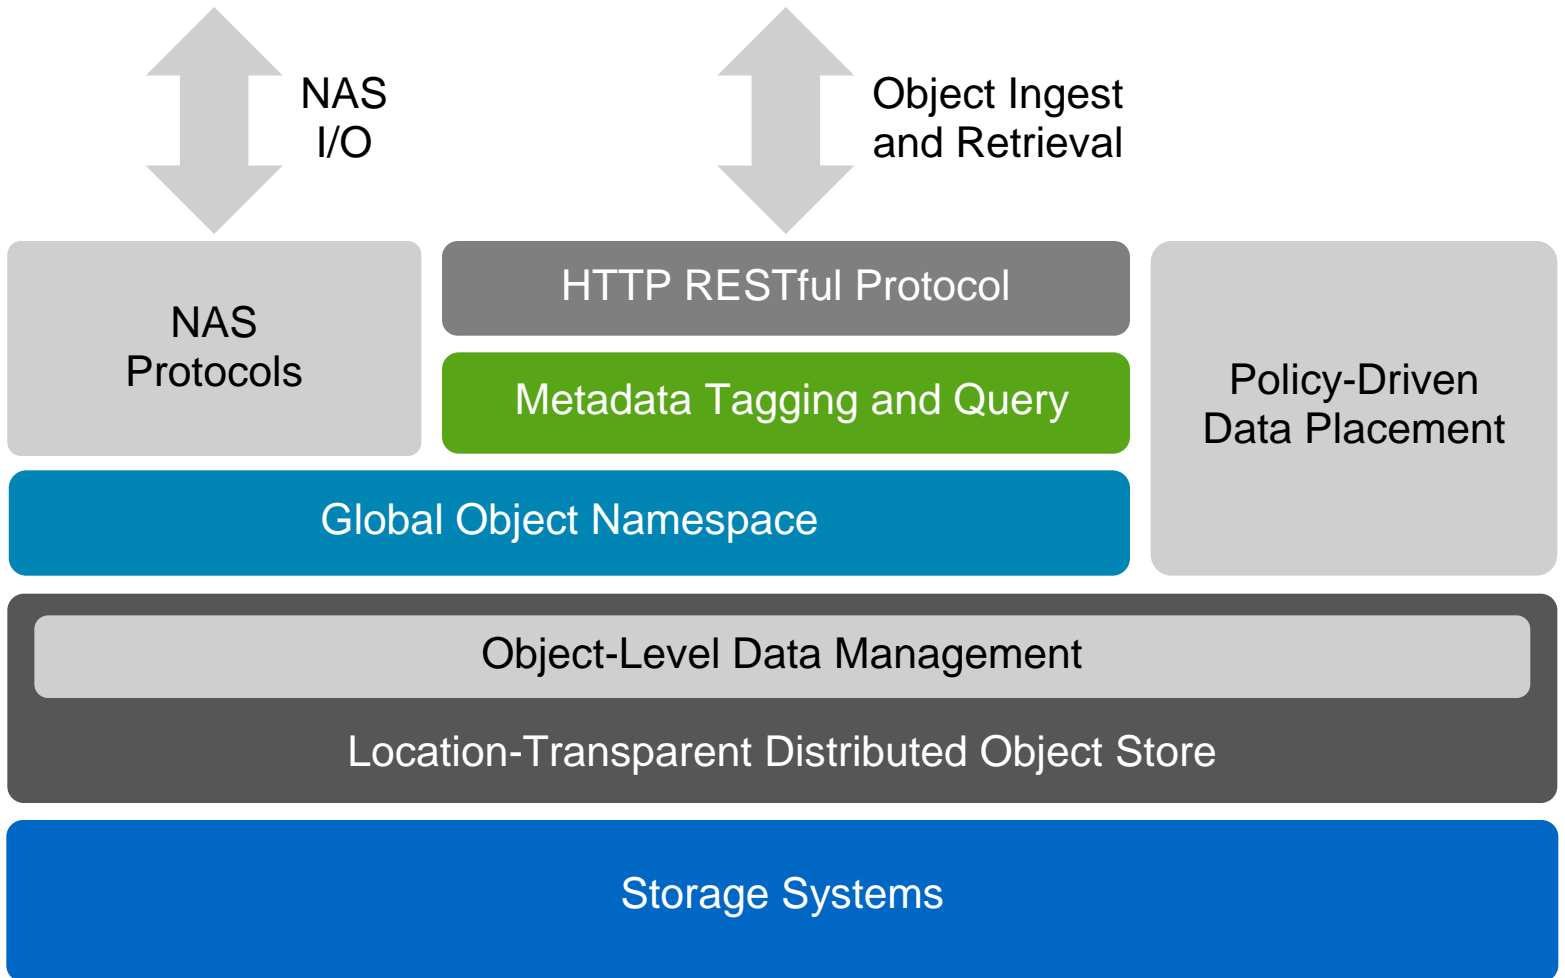 NAS
I/O
Object Ingest
and Retrieval
NAS
Protocols
HTTP RESTful Protocol
Metadata Tagging and Query
Policy-Driven
Data Placement
Global Object Namespace
Object-Level Data Management
Location-Transparent Distributed Object Store
Storage Systems